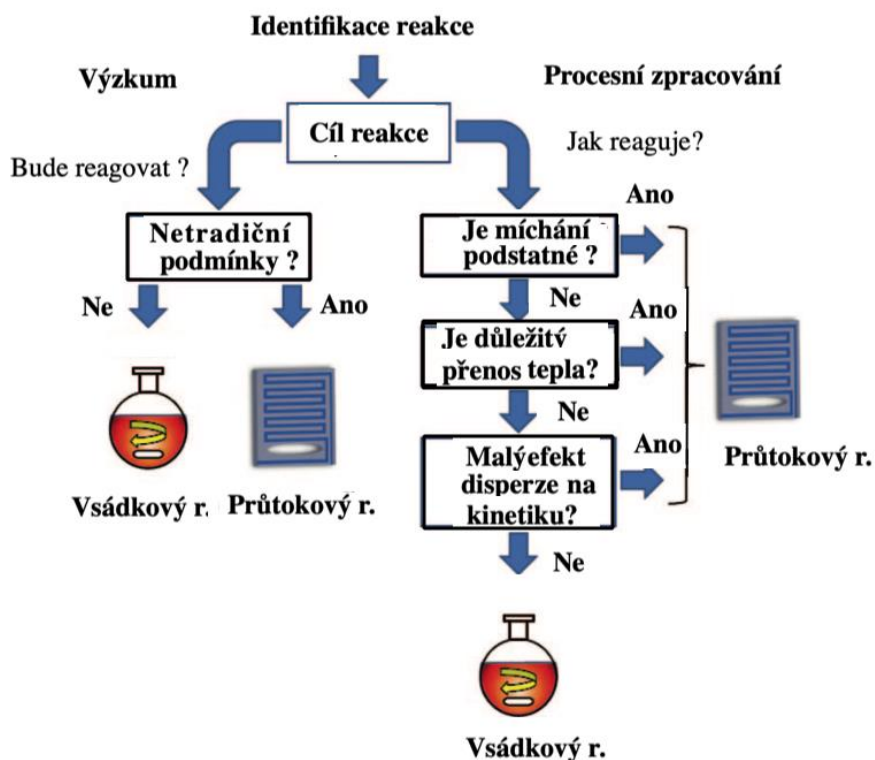 Identifikace reakce
Výzkum
Procesní zpracování
Cíl reakce
Bude reagovat ?
Jak reaguje?
Netradiční
podmínky ?
Ne
Ano
Vsádkový r.
Průtokový r.
Je míchání
podstatné ?
Ano
Ne
Je důležitý
přenos tepla?
Ano
Ne
Malýefekt
disperze na
kinetiku?
Ano
Průtokový r.
Ne
Vsádkový r.